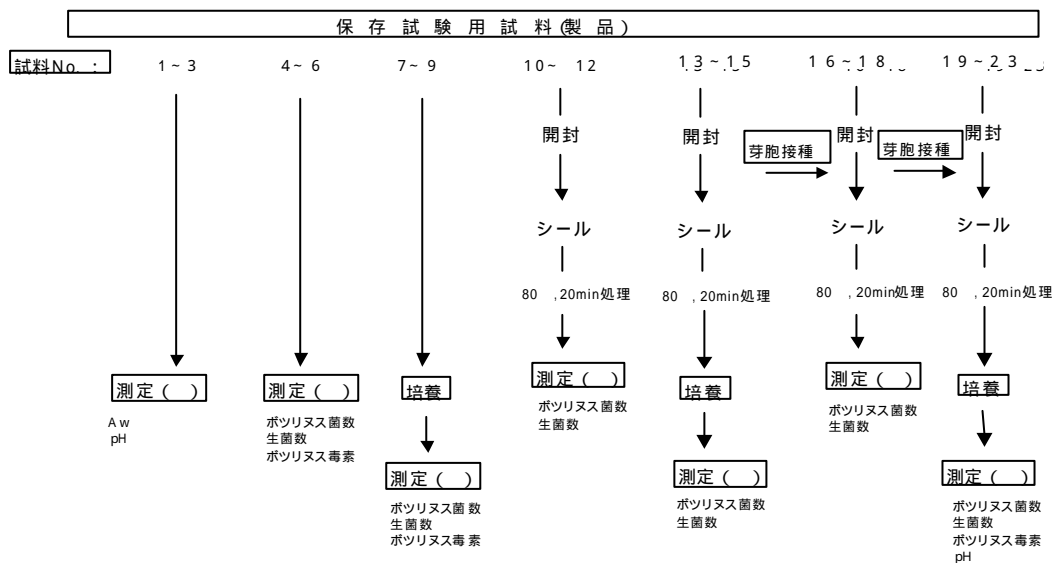 保存試験用試料(製品)
試料No. : 1~3 4~6 7~9 10~ 12 13~15 16~18 19~23
開封 開封 開封 開封
芽胞接種 芽胞接種
シール シール シール シール
80 ,20min処理 80 ,20min処理 80 ,20min処理 80 ,20min処理
測定( ) 測定( ) 培養 測定( ) 培養 測定( ) 培養
Aw
pH
ボツリヌス菌数
生菌数
ボツリヌス毒素
ボツリヌス菌数
生菌数
ボツリヌス菌数
生菌数
測定( ) 測定( ) 測定( )
ボツリヌス菌数
生菌数
ボツリヌス毒素
ボツリヌス菌数
生菌数
ボツリヌス菌数
生菌数
ボツリヌス毒素
pH